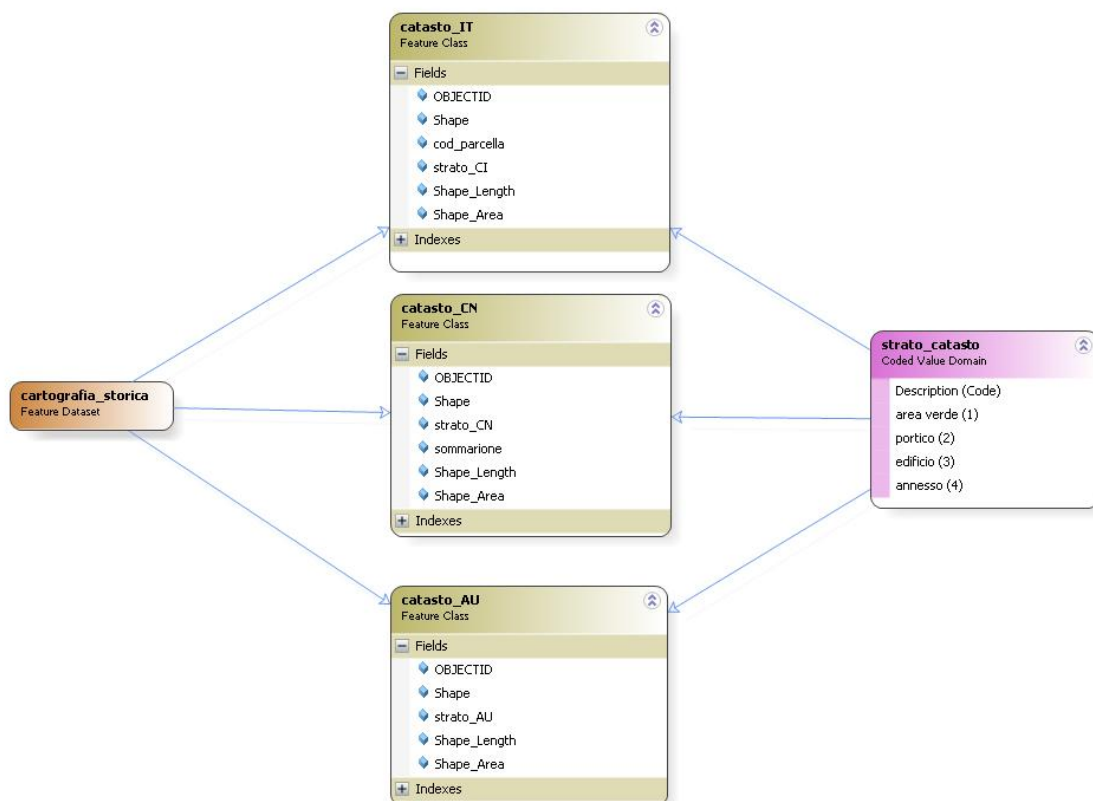 catasto_IT
Feature Class
Fields
OBJECTID
Shape
cod_parcella
strato_CI
Shape_Length
Shape_Area
Indexes
catasto_CN
Feature Class
Fields
OBJECTID
Shape
strato_CN
sommarione
Shape_Length
Shape_Area
Indexes
cartografia_storica
Feature Dataset
strato_catasto
Coded Value Domain
Description (Code)
area verde (1)
portico (2)
edificio (3)
annesso (4)
catasto_AU
Feature Class
Fields
OBJECTID
Shape
strato_AU
Shape_Length
Shape_Area
Indexes